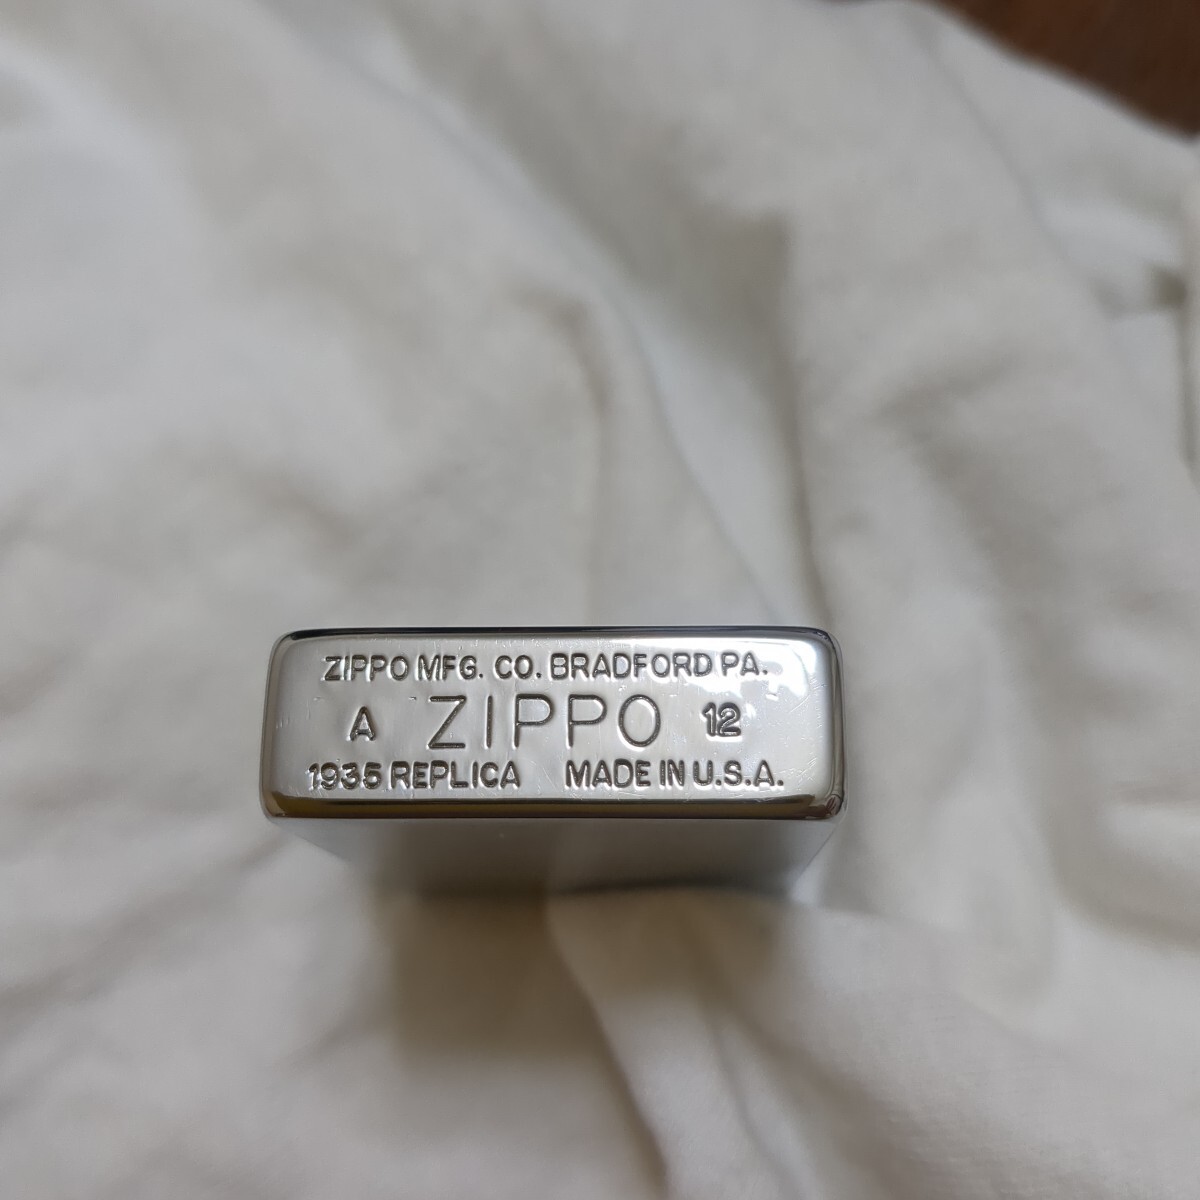 ZIPPO MFG. CO. BRADFORD PA.
A ZIPPO 12
1935 REPLICA MADE IN U.S.A.